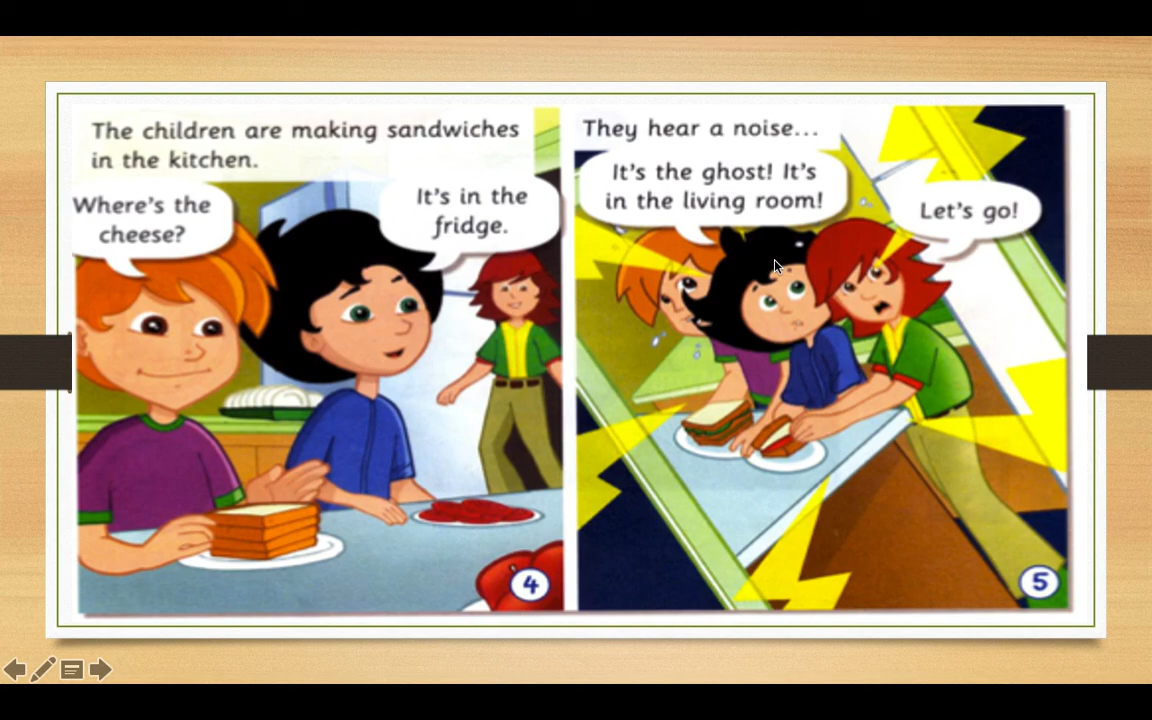 The children are making sandwiches
in the kitchen.
Where's the
cheese?
It's in the
fridge.
4
They hear a noise...
It's the ghost! It's
in the living room!
Let's go!
5